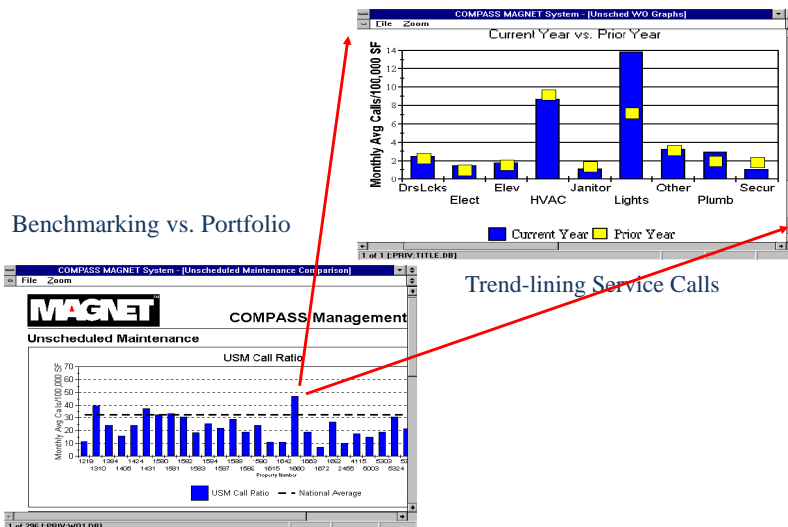 COMPASS MAGNET System - [Unsched WO Graphs]
File Zoom
Current Year vs. Prior Year
Monthly Avg Calls/100,000 SF
14
12
10
8
6
4
2
0
DrsLcks Elev Janitor Other Secur
Elect HVAC Lights Plumb
Current Year Prior Year
1 of 1 [:PRIV:TITLE.DB]
Benchmarking vs. Portfolio
Trend-lining Service Calls
COMPASS MAGNET System - [Unscheduled Maintenance Comparison]
File Zoom
MAGNET
COMPASS Management
Unscheduled Maintenance
USM Call Ratio
Monthly Avg Calls/100,000 SF
70
60
50
40
30
20
10
0
1219 1384 1424 1580 1582 1584 1588 1590 1642 1663 1682 4115 5303
1310 1405 1431 1581 1583 1587 1589 1615 1660 1672 2465 5003 5324
Property Number
USM Call Ratio National Average
1 of 296 [:PRIV:WO1.DB]